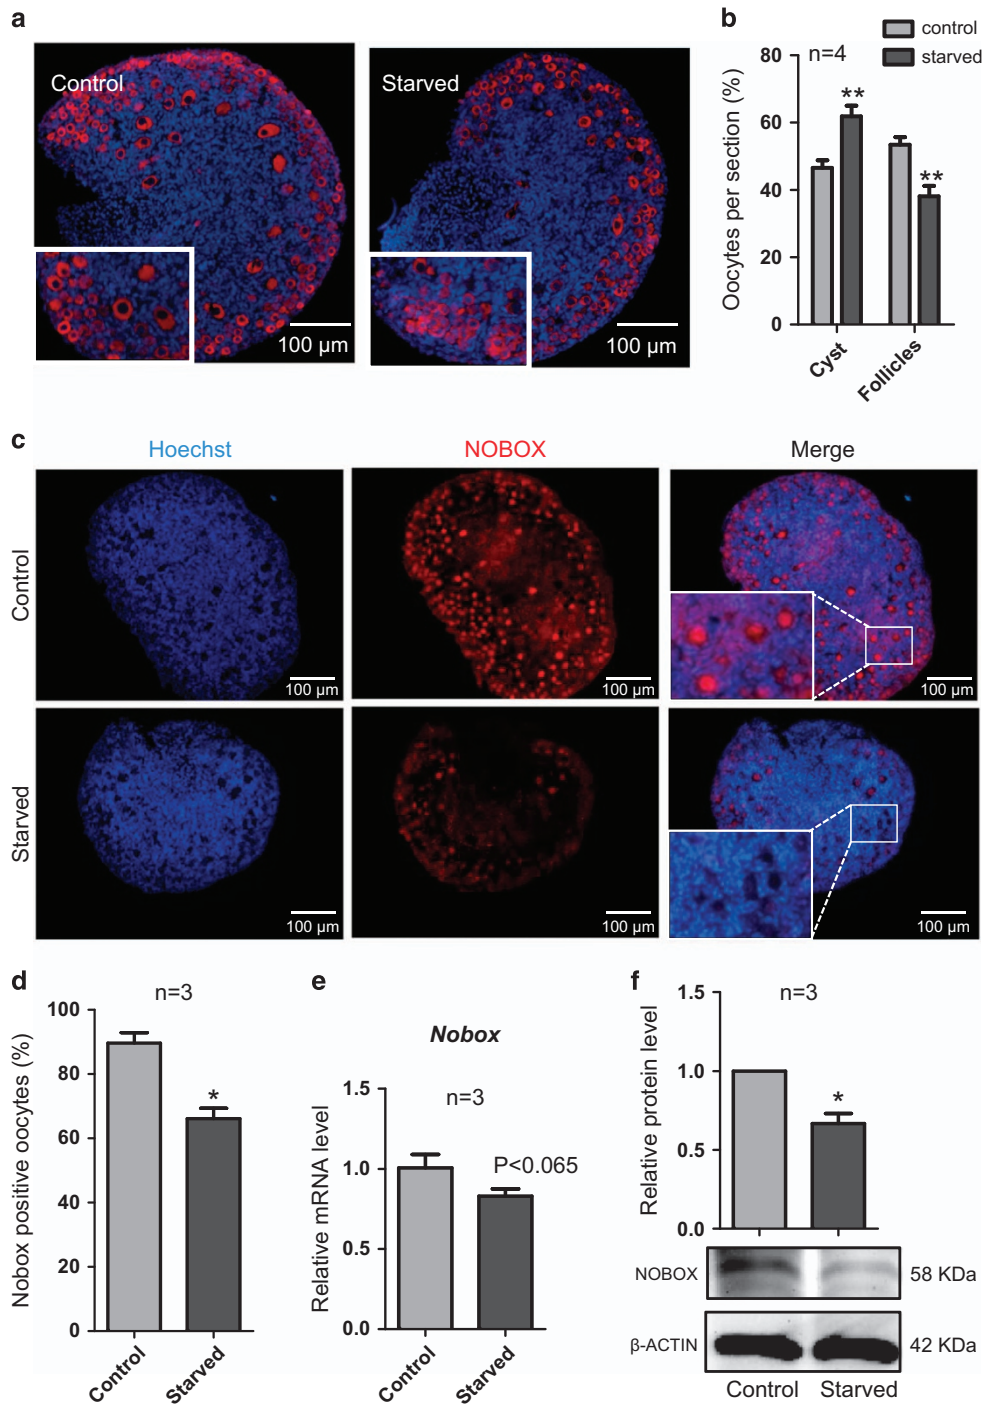 a
Control
100 µm
Starved
100 µm
b
control
starved
n=4
Oocytes per section (%)
80
60
40
20
0
**
**
Cyst
Follicles
c
Hoechst
NOBOX
Merge
Control
100 µm
100 µm
100 µm
Starved
100 µm
100 µm
100 µm
d
n=3
Nobox positive oocytes (%)
100
80
60
40
20
0
*
Control
Starved
e
Nobox
n=3
Relative mRNA level
1.5
1.0
0.5
0.0
P<0.065
Control
Starved
f
n=3
Relative protein level
1.5
1.0
0.5
0.0
*
NOBOX
58 KDa
β-ACTIN
42 KDa
Control
Starved